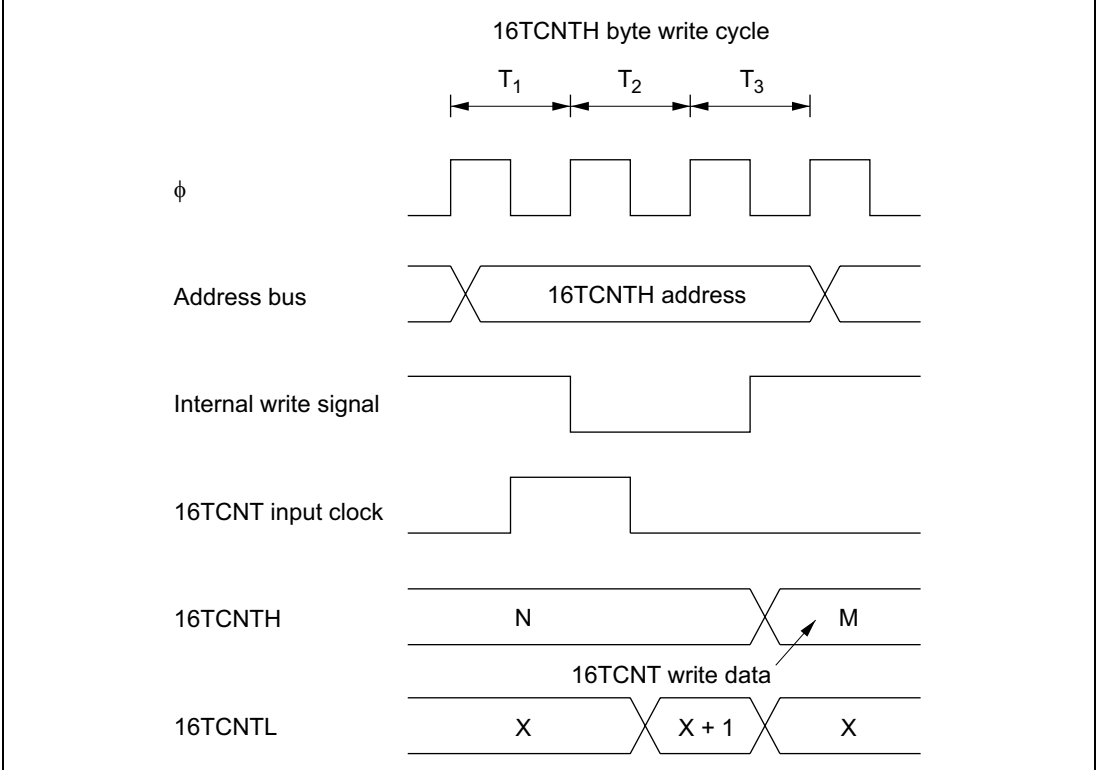 16TCNTH byte write cycle
T1 T2 T3
ϕ
Address bus 16TCNTH address
Internal write signal
16TCNT input clock
16TCNTH N M
16TCNT write data
16TCNTL X X + 1 X